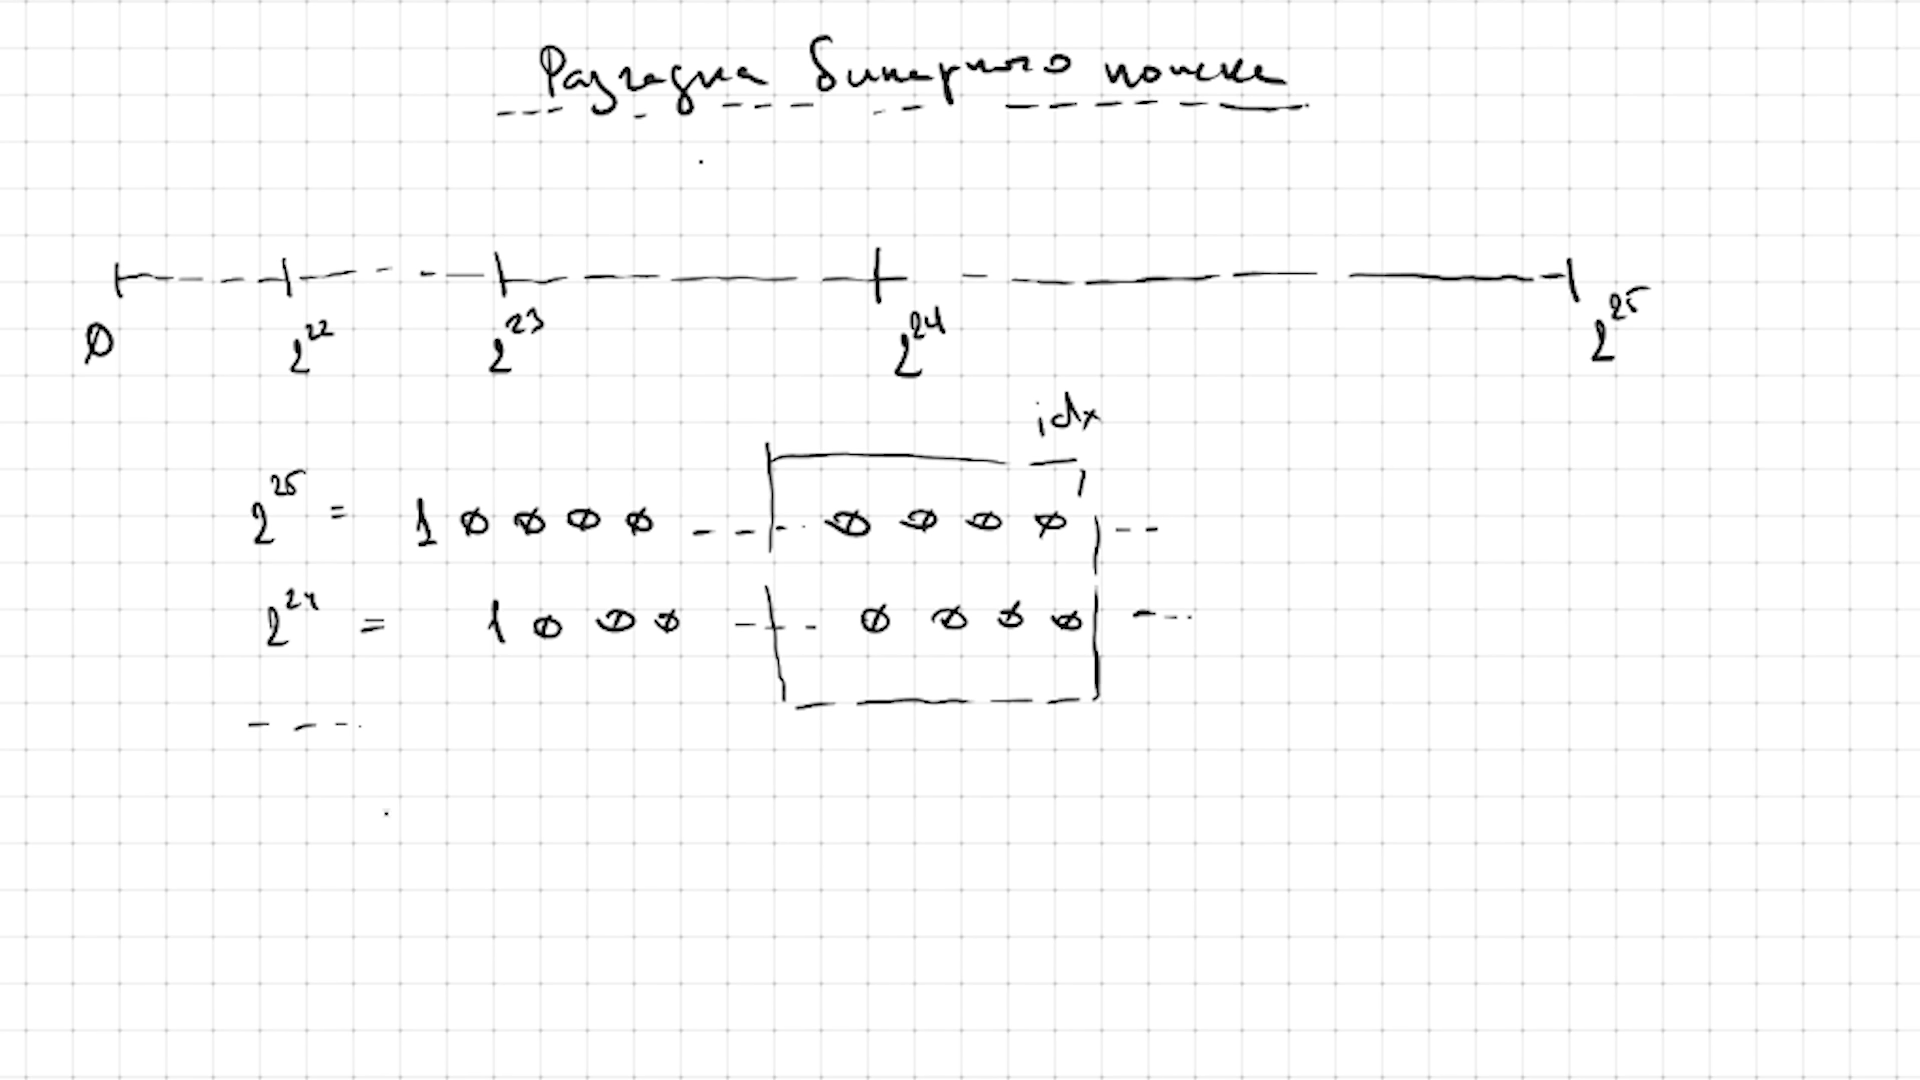 Разгадка бинарного поиска
0 2^22 2^23 2^24 2^25
idx
2^25 = 1 0 0 0 0 --- 0 0 0 0 --
2^24 = 1 0 0 0 --- 0 0 0 0 ---
----